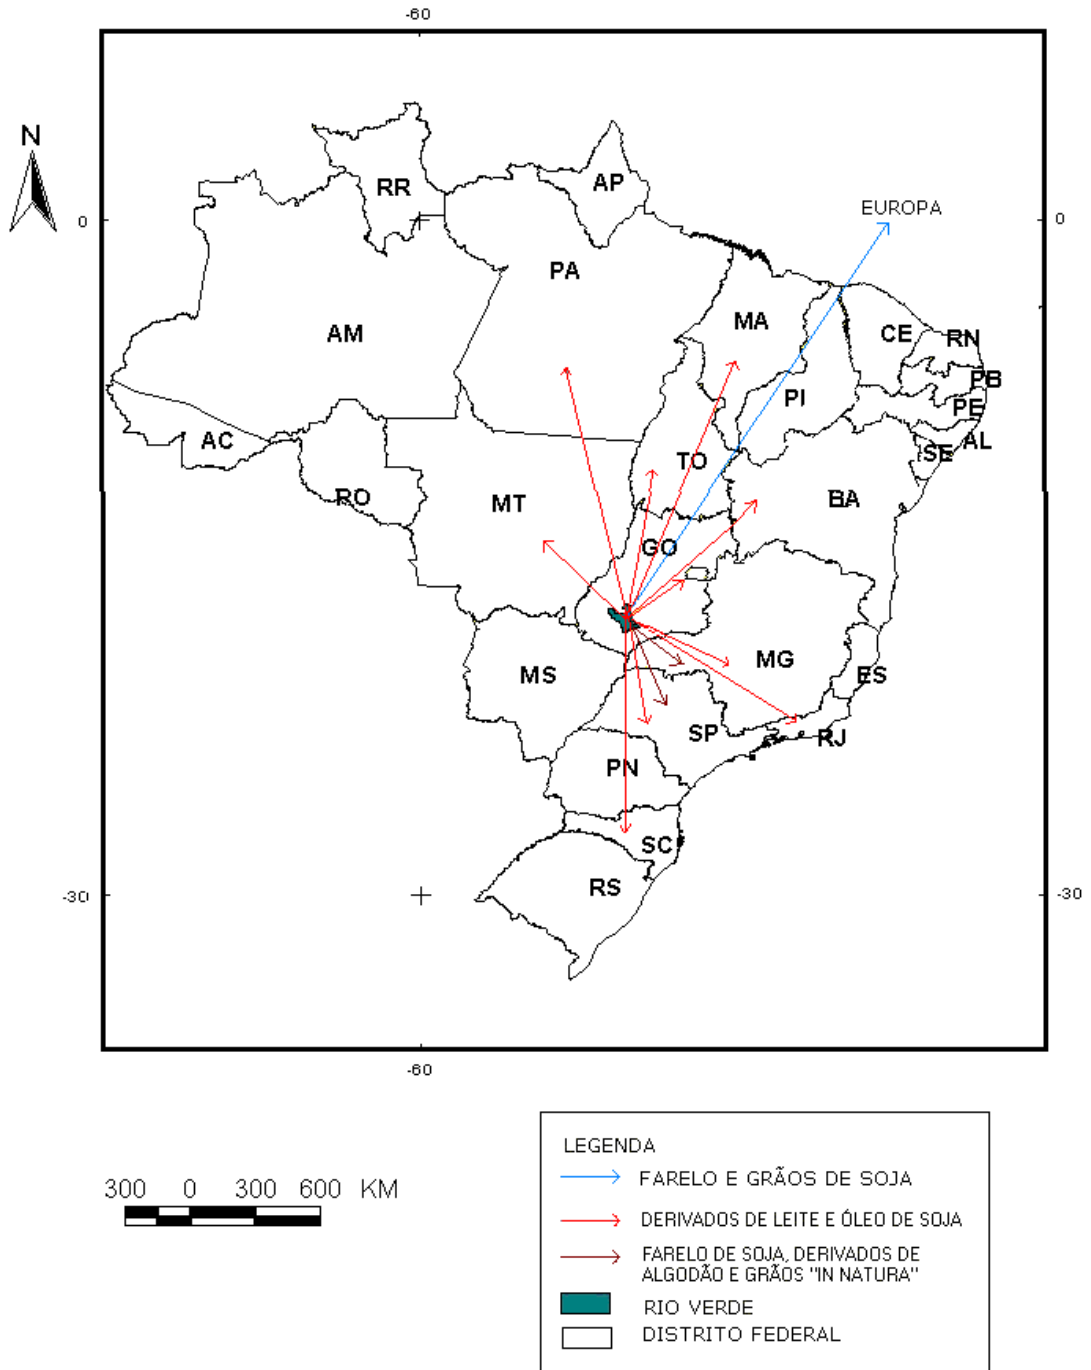 -60
N
RR
AP
0
EUROPA
0
PA
MA
AM
CE
RN
PB
PI
PE
AC
AL
SE
TO
RO
MT
BA
GO
MS
MG
ES
SP
RJ
PN
SC
RS
-30
-30
-60
LEGENDA
FARELO E GRÃOS DE SOJA
300 0 300 600 KM
DERIVADOS DE LEITE E ÓLEO DE SOJA
FARELO DE SOJA, DERIVADOS DE
ALGODÃO E GRÃOS "IN NATURA"
RIO VERDE
DISTRITO FEDERAL